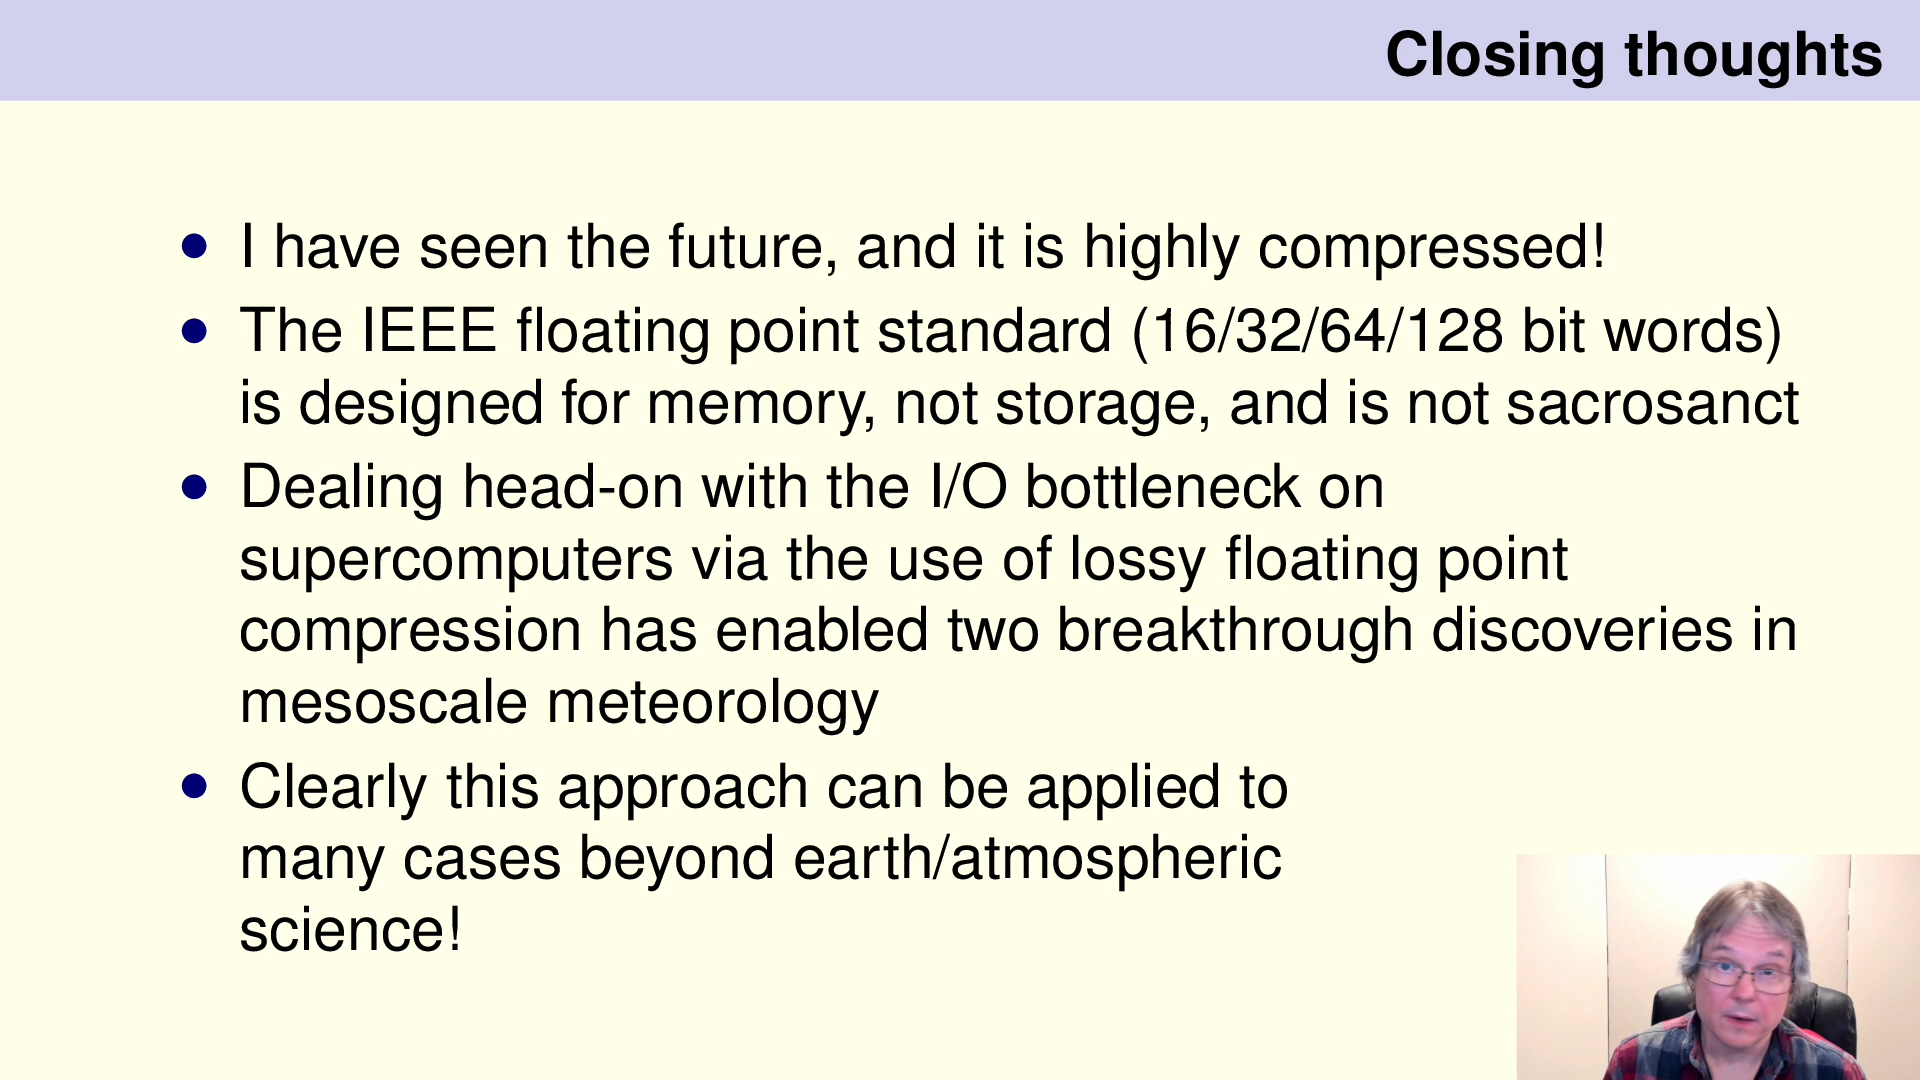 Closing thoughts
• I have seen the future, and it is highly compressed!
• The IEEE floating point standard (16/32/64/128 bit words)
is designed for memory, not storage, and is not sacrosanct
• Dealing head-on with the I/O bottleneck on
supercomputers via the use of lossy floating point
compression has enabled two breakthrough discoveries in
mesoscale meteorology
• Clearly this approach can be applied to
many cases beyond earth/atmospheric
science!